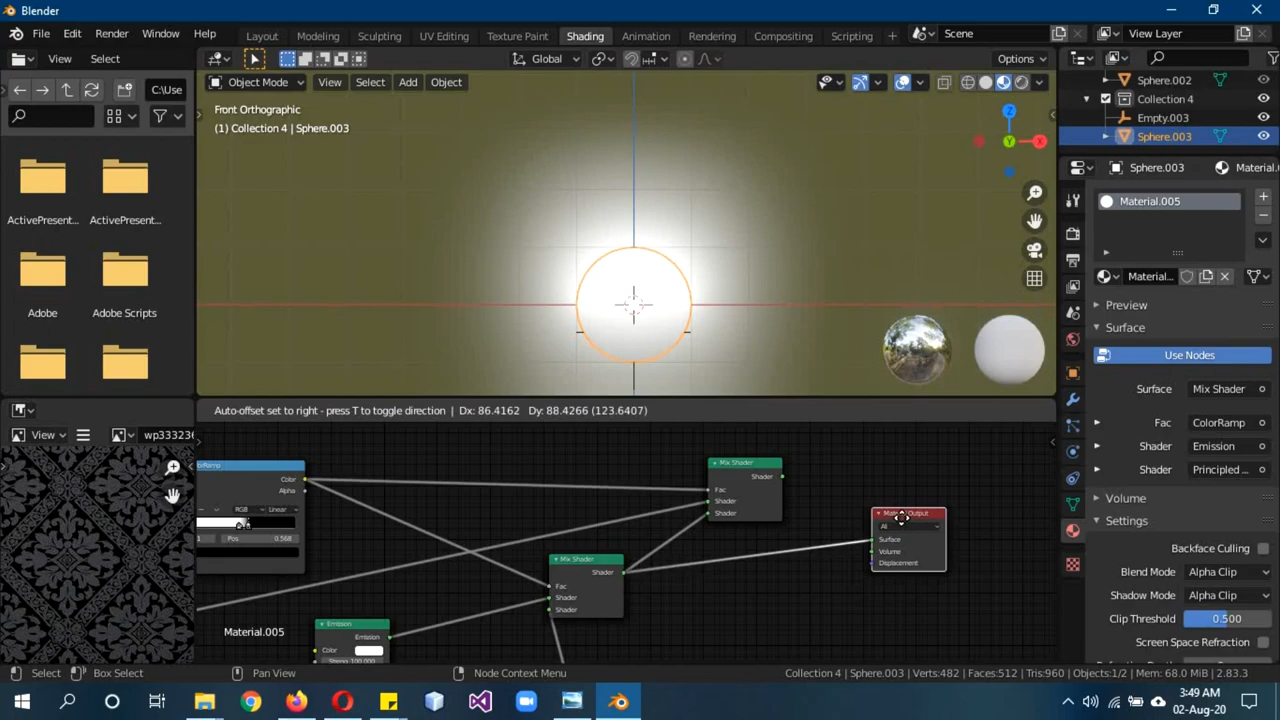 Blender
File Edit Render Window Help
Layout Modeling Sculpting UV Editing Texture Paint Shading Animation Rendering Compositing Scripting
Scene View Layer
View Select Global Options
C:\Use Object Mode View Select Add Object
Front Orthographic
(1) Collection 4 | Sphere.003
Z
X
Y
ActivePresent... ActivePresent...
Adobe Adobe Scripts
Sphere.002
Collection 4
Empty.003
Sphere.003
Sphere.003 Material.
Material.005
Material...
Preview
Surface
Use Nodes
Surface Mix Shader
Fac ColorRamp
Shader Emission
Shader Principled ...
Volume
Settings
Backface Culling
Blend Mode Alpha Clip
Shadow Mode Alpha Clip
Clip Threshold 0.500
Screen Space Refraction
Auto-offset set to right - press T to toggle direction | Dx: 86.4162 Dy: 88.4266 (123.6407)
View wp333236
Color
Alpha
RGB Linear
1 Pos 0.568
Mix Shader
Shader
Fac
Shader
Shader
All
Surface
Volume
Displacement
Mix Shader
Shader
Fac
Shader
Shader
Emission
Emission
Color
Material.005
Select Box Select Pan View Node Context Menu
Collection 4 | Sphere.003 | Verts:482 | Faces:512 | Tris:960 | Objects:1/2 | Mem: 68.0 MiB | 2.83.3
3:49 AM
02-Aug-20